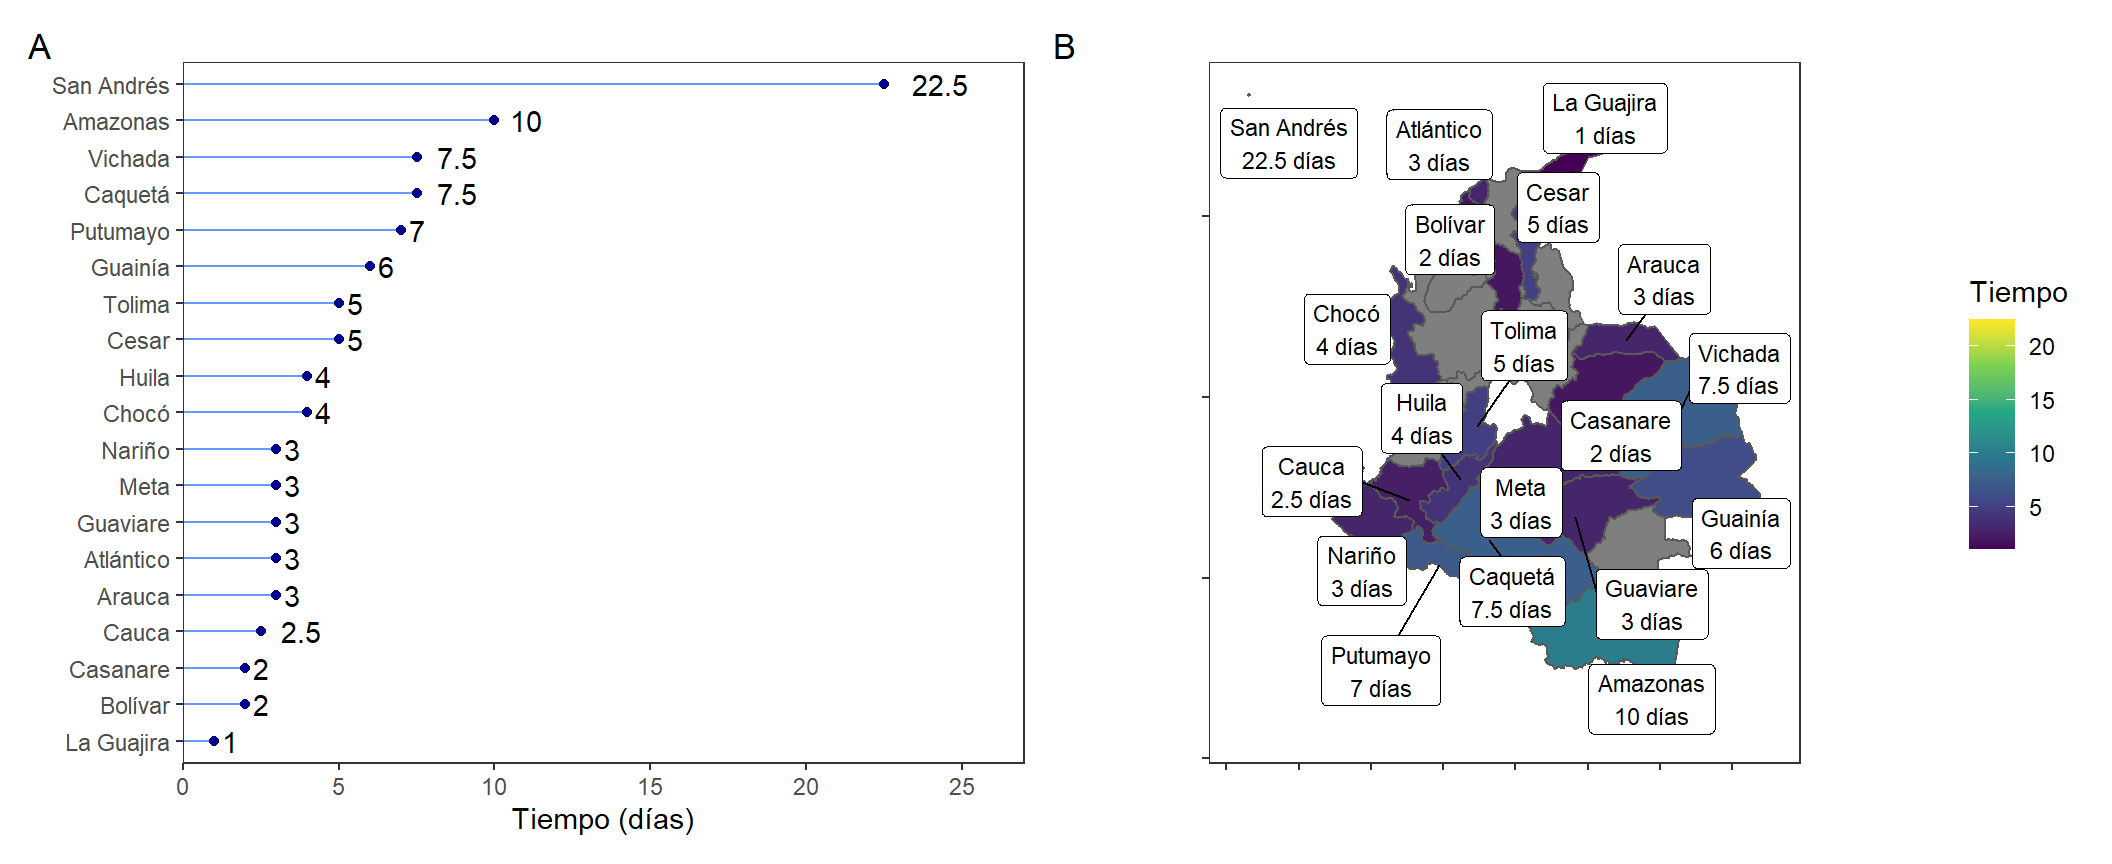 A
San Andrés 22.5
Amazonas 10
Vichada 7.5
Caquetá 7.5
Putumayo 7
Guainía 6
Tolima 5
Cesar 5
Huila 4
Chocó 4
Nariño 3
Meta 3
Guaviare 3
Atlántico 3
Arauca 3
Cauca 2.5
Casanare 2
Bolívar 2
La Guajira 1
0 5 10 15 20 25
Tiempo (días)
B
San Andrés
22.5 días
Atlántico
3 días
La Guajira
1 días
Cesar
5 días
Bolívar
2 días
Arauca
3 días
Chocó
4 días
Tolima
5 días
Vichada
7.5 días
Huila
4 días
Casanare
2 días
Cauca
2.5 días
Meta
3 días
Guainía
6 días
Nariño
3 días
Caquetá
7.5 días
Guaviare
3 días
Putumayo
7 días
Amazonas
10 días
Tiempo
20
15
10
5